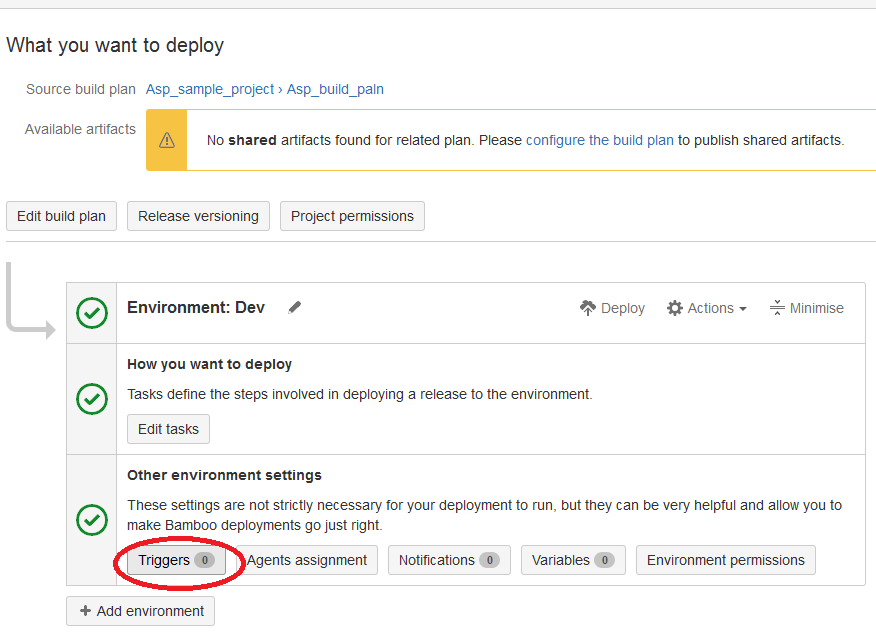 What you want to deploy
Source build plan Asp_sample_project › Asp_build_paln
Available artifacts
No shared artifacts found for related plan. Please configure the build plan to publish shared artifacts.
Edit build plan Release versioning Project permissions
Environment: Dev Deploy Actions Minimise
How you want to deploy
Tasks define the steps involved in deploying a release to the environment.
Edit tasks
Other environment settings
These settings are not strictly necessary for your deployment to run, but they can be very helpful and allow you to
make Bamboo deployments go just right.
Triggers 0 Agents assignment Notifications 0 Variables 0 Environment permissions
+ Add environment